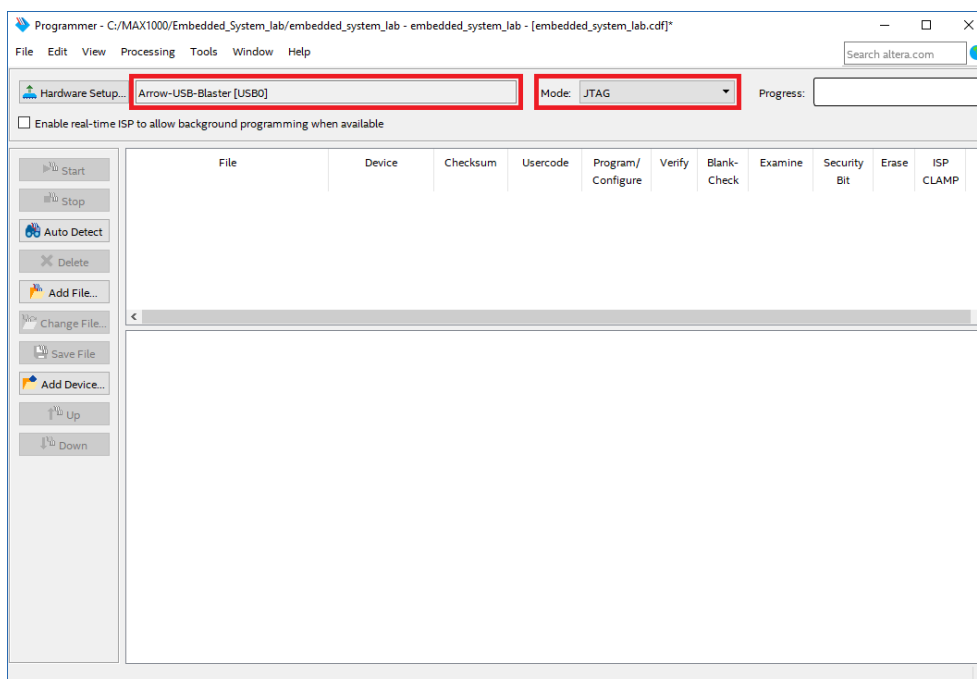 Programmer - C:/MAX1000/Embedded_System_lab/embedded_system_lab - embedded_system_lab - [embedded_system_lab.cdf]*
File Edit View Processing Tools Window Help
Search altera.com
Hardware Setup... Arrow-USB-Blaster [USB0] Mode: JTAG Progress:
Enable real-time ISP to allow background programming when available
Start
Stop
Auto Detect
Delete
Add File...
Change File...
Save File
Add Device...
Up
Down
File Device Checksum Usercode Program/ Verify Blank- Examine Security Erase ISP
Configure Check Bit CLAMP